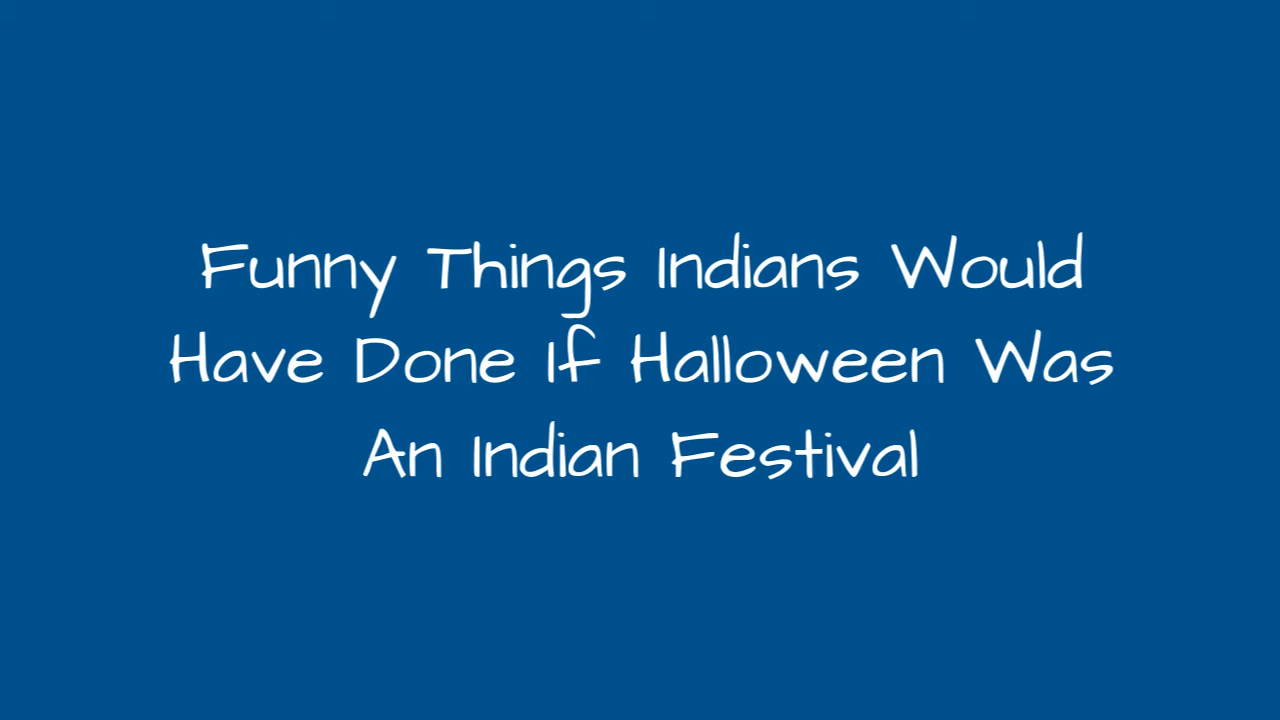 Funny Things Indians Would
Have Done If Halloween Was
An Indian Festival